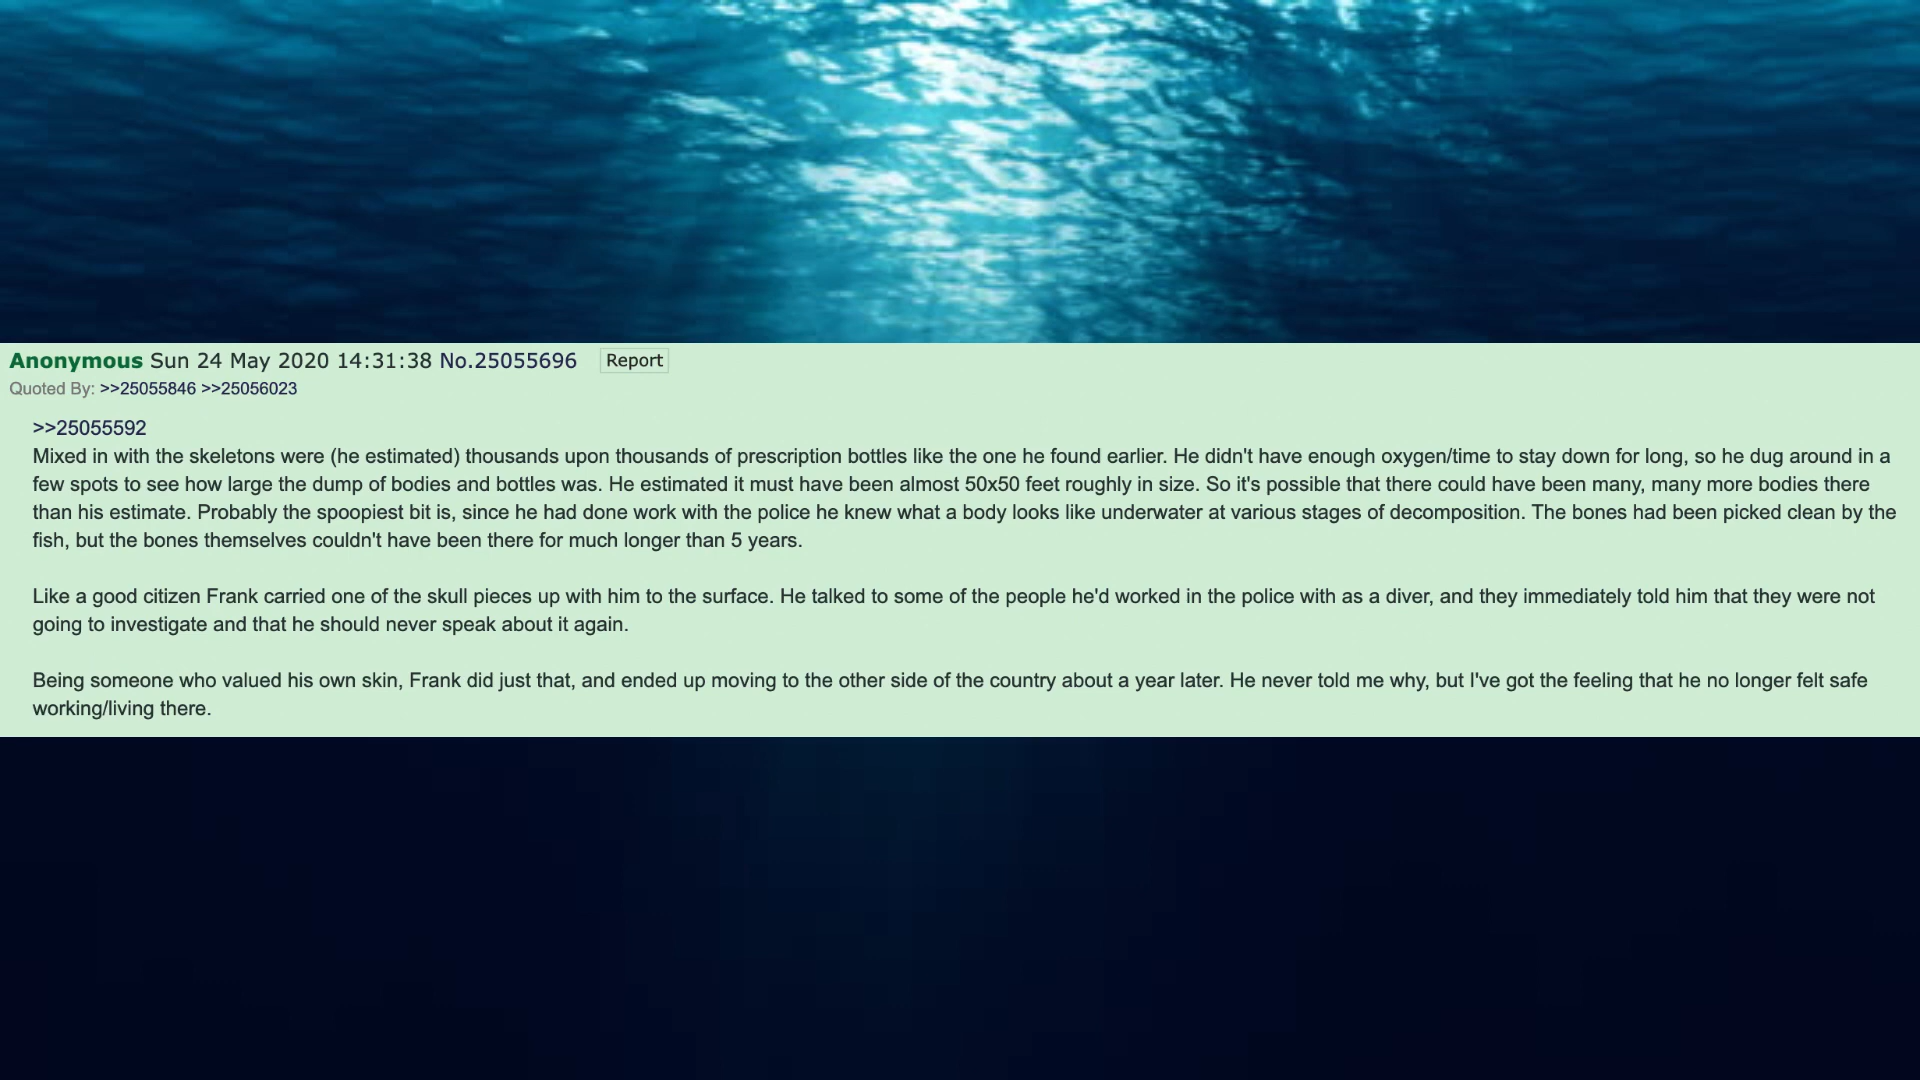 Anonymous Sun 24 May 2020 14:31:38 No.25055696 Report
Quoted By: >>25055846 >>25056023
>>25055592
Mixed in with the skeletons were (he estimated) thousands upon thousands of prescription bottles like the one he found earlier. He didn't have enough oxygen/time to stay down for long, so he dug around in a
few spots to see how large the dump of bodies and bottles was. He estimated it must have been almost 50x50 feet roughly in size. So it's possible that there could have been many, many more bodies there
than his estimate. Probably the spoopiest bit is, since he had done work with the police he knew what a body looks like underwater at various stages of decomposition. The bones had been picked clean by the
fish, but the bones themselves couldn't have been there for much longer than 5 years.
Like a good citizen Frank carried one of the skull pieces up with him to the surface. He talked to some of the people he'd worked in the police with as a diver, and they immediately told him that they were not
going to investigate and that he should never speak about it again.
Being someone who valued his own skin, Frank did just that, and ended up moving to the other side of the country about a year later. He never told me why, but I've got the feeling that he no longer felt safe
working/living there.